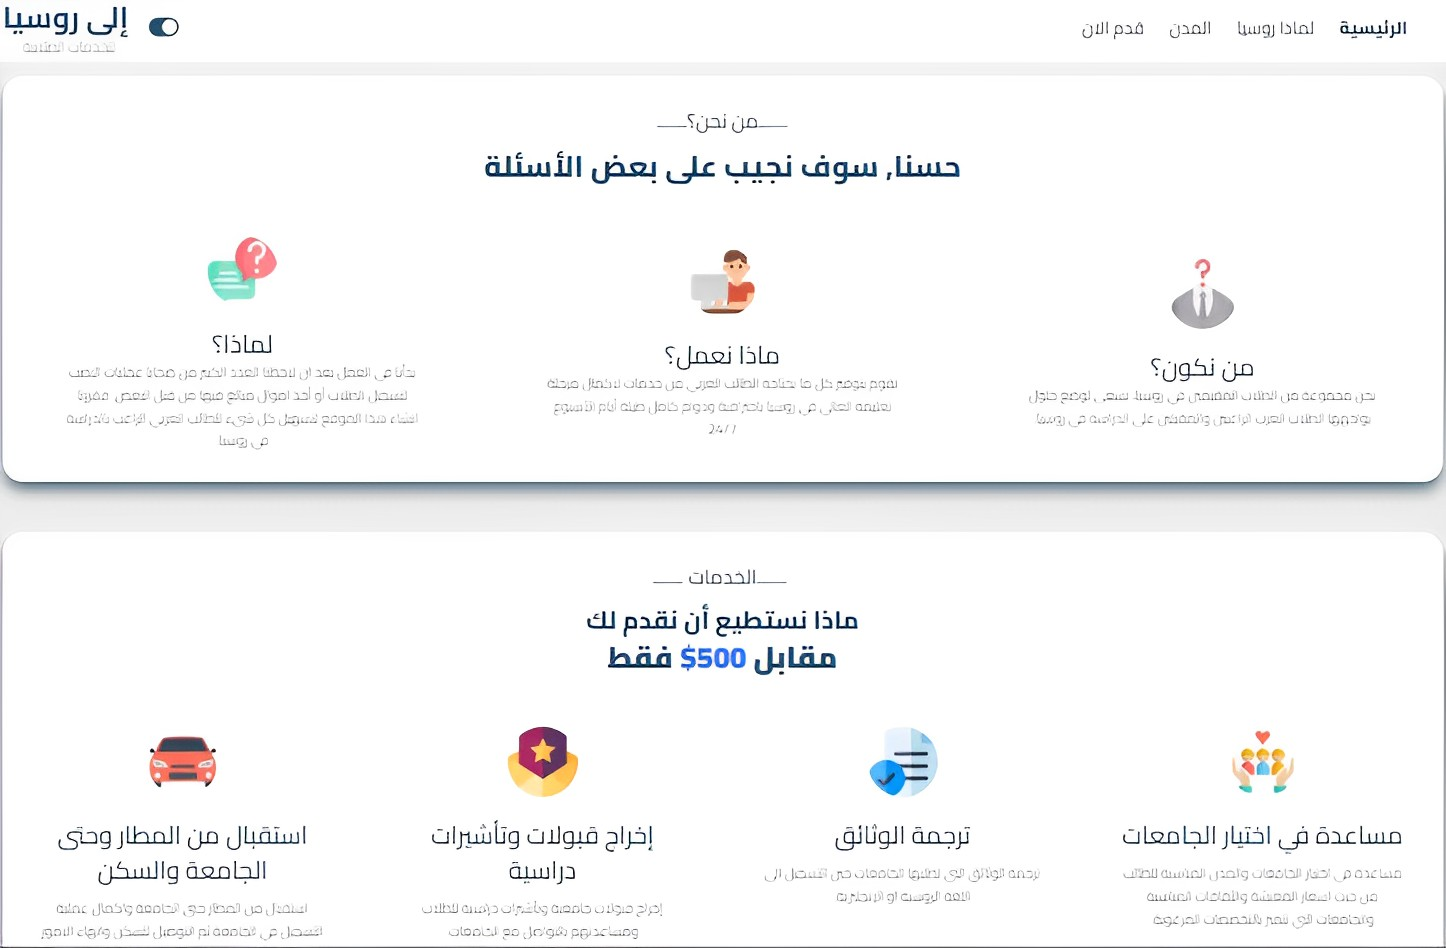 الرئيسية
لماذا روسيا
المدن
قدم الان
إلى روسيا
للخدمات الطلابية
من نحن؟
حسنا, سوف نجيب على بعض الأسئلة
من نكون؟
نحن مجموعة من الطلاب المقيمين في روسيا، نسعى لوضع حلول
يواجهها الطلاب العرب الراغبين والمقبلين على الدراسة في روسيا
ماذا نعمل؟
نقوم بتوفير كل ما يحتاجه الطالب العربي من خدمات لاكمال مرحلة
تعليمه العالي في روسيا باحترافية ودوام كامل طيلة أيام الأسبوع
24/7
لماذا؟
بدأنا في العمل بعد ان لاحظنا العدد الكبير من ضحايا عمليات النصب
لتسجيل الطلاب أو أخذ اموال مبالغ فيها من قبل البعض، فقررنا
انشاء هذا الموقع لتسهيل كل شيء للطالب العربي الراغب بالدراسة
في روسيا
الخدمات
ماذا نستطيع أن نقدم لك
مقابل 500$ فقط
مساعدة في اختيار الجامعات
مساعدة في اختيار الجامعات والمدن المناسبة للطالب
من حيث اسعار المعيشة والأقامات المناسبة
والجامعات التي تتميز بالتخصصات المرغوبة
ترجمة الوثائق
ترجمة الوثائق التي تطلبها الجامعات حين التسجيل الى
اللغة الروسية او الإنجليزية
إخراج قبولات وتأشيرات
دراسية
إخراج قبولات جامعية وتأشيرات دراسية للطلاب
ومساعدتهم بالتواصل مع الجامعات
استقبال من المطار وحتى
الجامعة والسكن
استقبال من المطار حتى الجامعة واكمال عملية
التسجيل في الجامعة ثم التوصيل للسكن وانهاء الامور